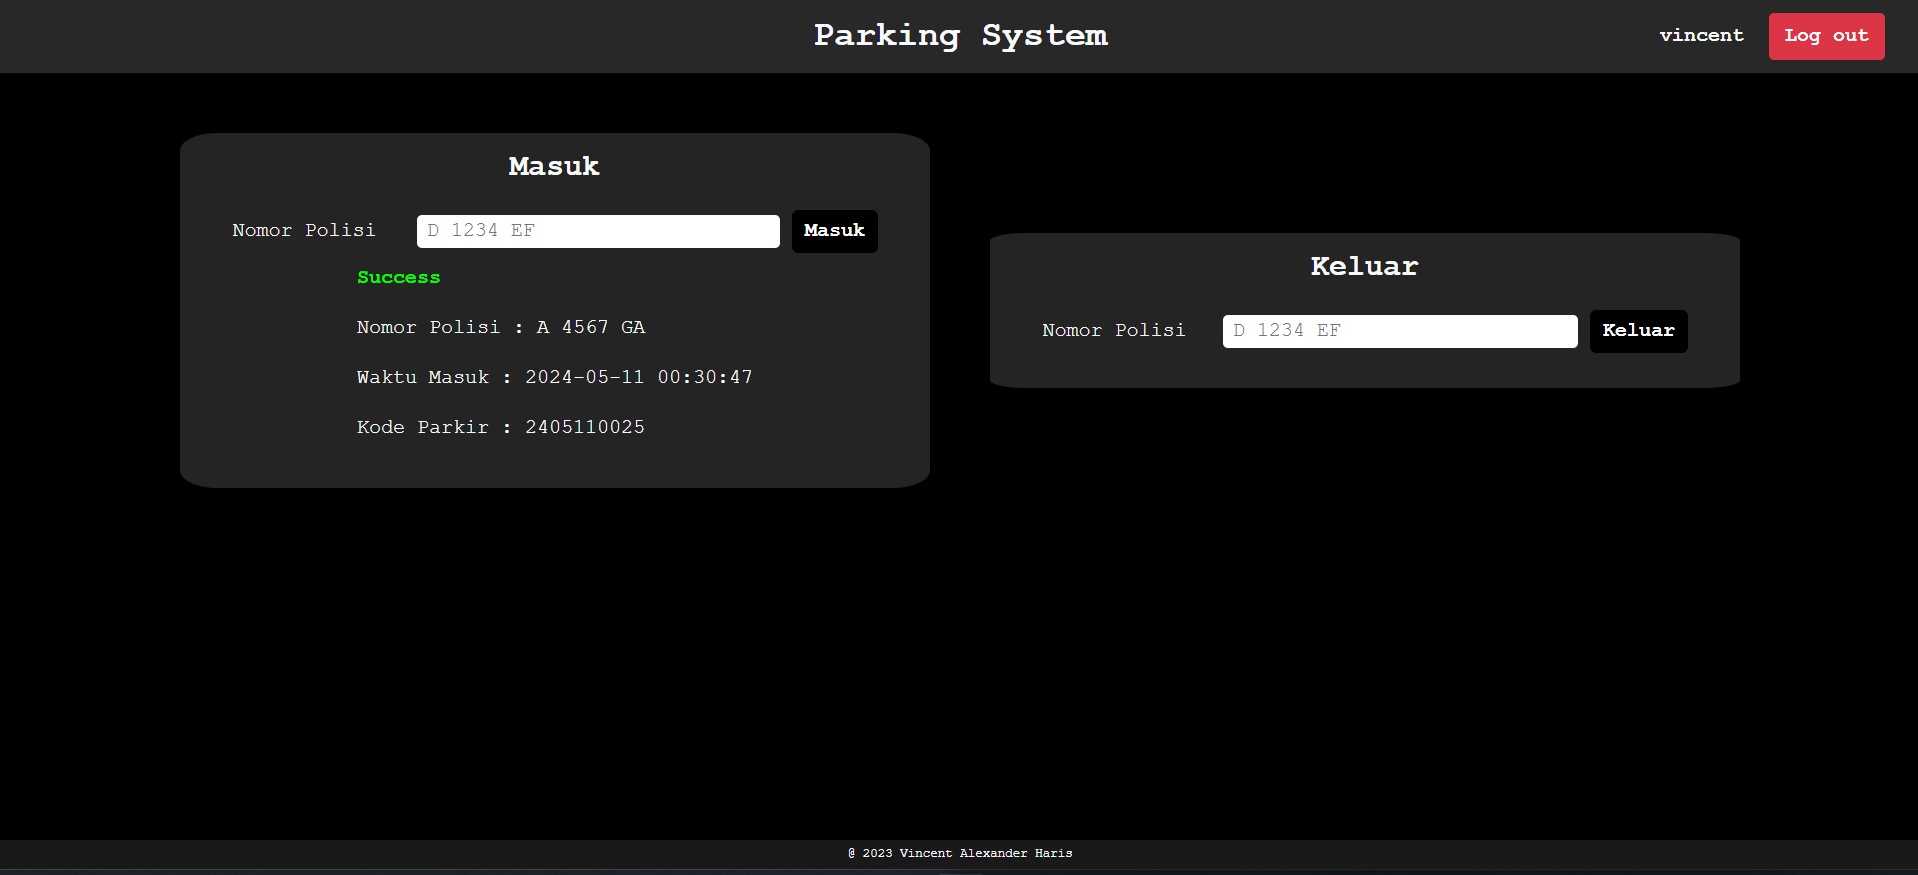 Parking System
vincent
Log out
Masuk
Nomor Polisi
D 1234 EF
Masuk
Success
Nomor Polisi : A 4567 GA
Waktu Masuk : 2024-05-11 00:30:47
Kode Parkir : 2405110025
Keluar
Nomor Polisi
D 1234 EF
Keluar
@ 2023 Vincent Alexander Haris